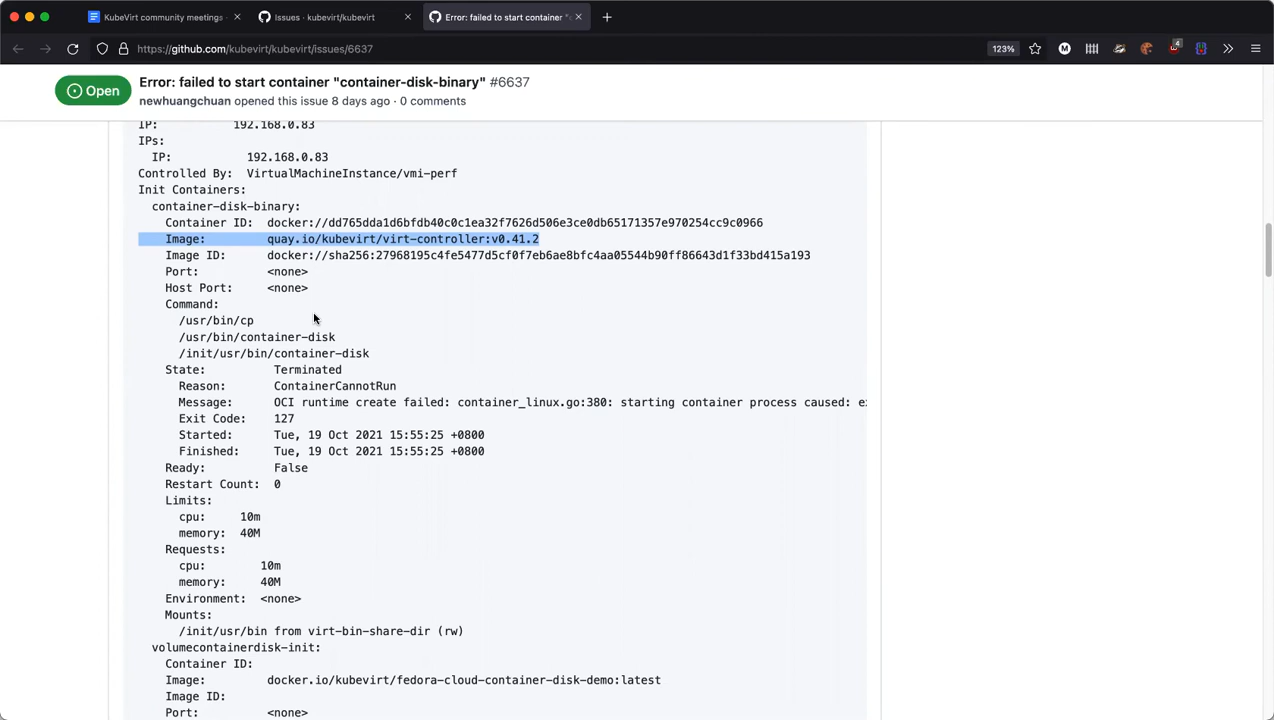 KubeVirt community meetings
Issues · kubevirt/kubevirt
Error: failed to start container "
https://github.com/kubevirt/kubevirt/issues/6637
123%
M
4
Open
Error: failed to start container "container-disk-binary" #6637
newhuangchuan opened this issue 8 days ago · 0 comments
IP: 192.168.0.83
IPs:
IP: 192.168.0.83
Controlled By: VirtualMachineInstance/vmi-perf
Init Containers:
container-disk-binary:
Container ID: docker://dd765dda1d6bfdb40c0c1ea32f7626d506e3ce0db65171357e970254cc9c0966
Image: quay.io/kubevirt/virt-controller:v0.41.2
Image ID: docker://sha256:27968195c4fe5477d5cf0f7eb6ae8bfc4aa05544b90ff86643d1f33bd415a193
Port: <none>
Host Port: <none>
Command:
/usr/bin/cp
/usr/bin/container-disk
/init/usr/bin/container-disk
State: Terminated
Reason: ContainerCannotRun
Message: OCI runtime create failed: container_linux.go:380: starting container process caused:
Exit Code: 127
Started: Tue, 19 Oct 2021 15:55:25 +0800
Finished: Tue, 19 Oct 2021 15:55:25 +0800
Ready: False
Restart Count: 0
Limits:
cpu: 10m
memory: 40M
Requests:
cpu: 10m
memory: 40M
Environment: <none>
Mounts:
/init/usr/bin from virt-bin-share-dir (rw)
volumecontainerdisk-init:
Container ID:
Image: docker.io/kubevirt/fedora-cloud-container-disk-demo:latest
Image ID:
Port: <none>